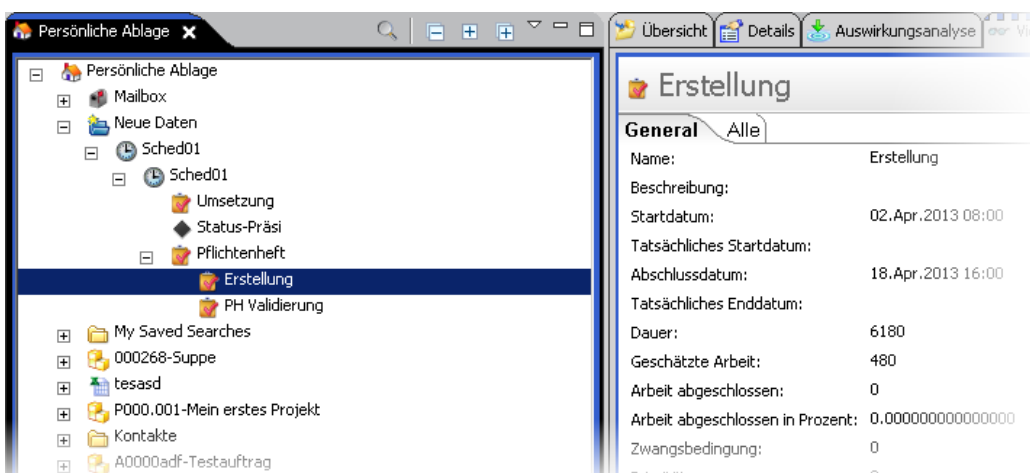 Persönliche Ablage
Persönliche Ablage
Mailbox
Neue Daten
Sched01
Sched01
Umsetzung
Status-Präsi
Pflichtenheft
Erstellung
PH Validierung
My Saved Searches
000268-Suppe
tesasd
P000.001-Mein erstes Projekt
Kontakte
A0000adf-Testauftrag
Übersicht Details Auswirkungsanalyse
Erstellung
General Alle
Name: Erstellung
Beschreibung:
Startdatum: 02.Apr.2013 08:00
Tatsächliches Startdatum:
Abschlussdatum: 18.Apr.2013 16:00
Tatsächliches Enddatum:
Dauer: 6180
Geschätzte Arbeit: 480
Arbeit abgeschlossen: 0
Arbeit abgeschlossen in Prozent: 0.000000000000000
Zwangsbedingung: 0